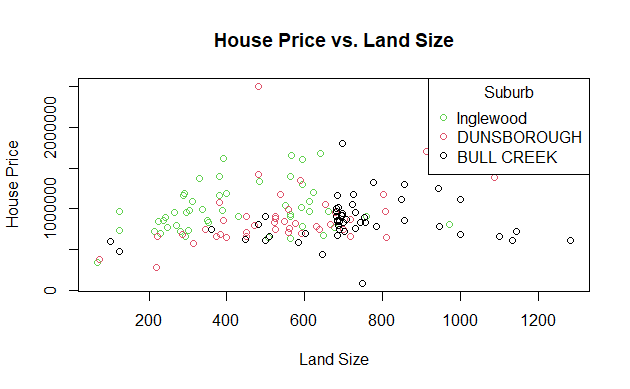 House Price vs. Land Size
Suburb
Inglewood
DUNSBOROUGH
BULL CREEK
House Price
2000000
1000000
0
200
400
600
800
1000
1200
Land Size